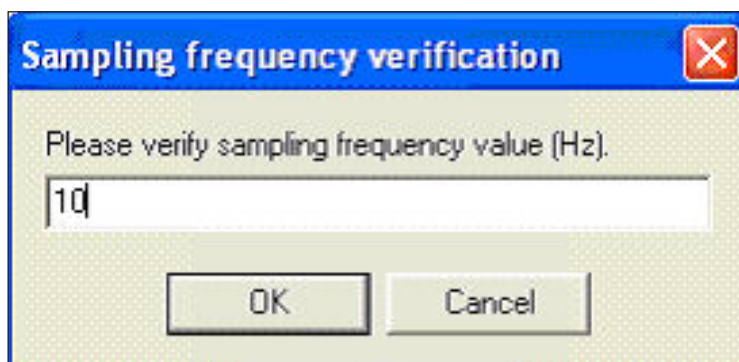 Sampling frequency verification
Please verify sampling frequency value (Hz).
10
OK Cancel